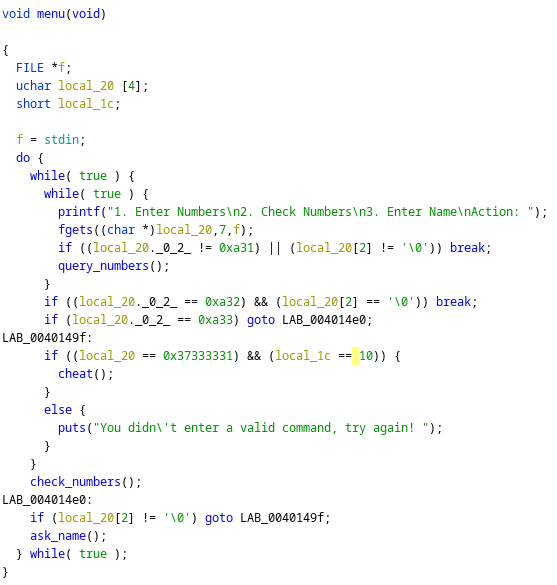 void menu(void)
{
FILE *f;
uchar local_20 [4];
short local_1c;
f = stdin;
do {
while( true ) {
while( true ) {
printf("1. Enter Numbers\n2. Check Numbers\n3. Enter Name\nAction: ");
fgets((char *)local_20,7,f);
if ((local_20._0_2_ != 0xa31) || (local_20[2] != '\0')) break;
query_numbers();
}
if ((local_20._0_2_ == 0xa32) && (local_20[2] == '\0')) break;
if (local_20._0_2_ == 0xa33) goto LAB_004014e0;
LAB_0040149f:
if ((local_20 == 0x37333331) && (local_1c == 10)) {
cheat();
}
else {
puts("You didn\'t enter a valid command, try again! ");
}
}
check_numbers();
LAB_004014e0:
if (local_20[2] != '\0') goto LAB_0040149f;
ask_name();
} while( true );
}